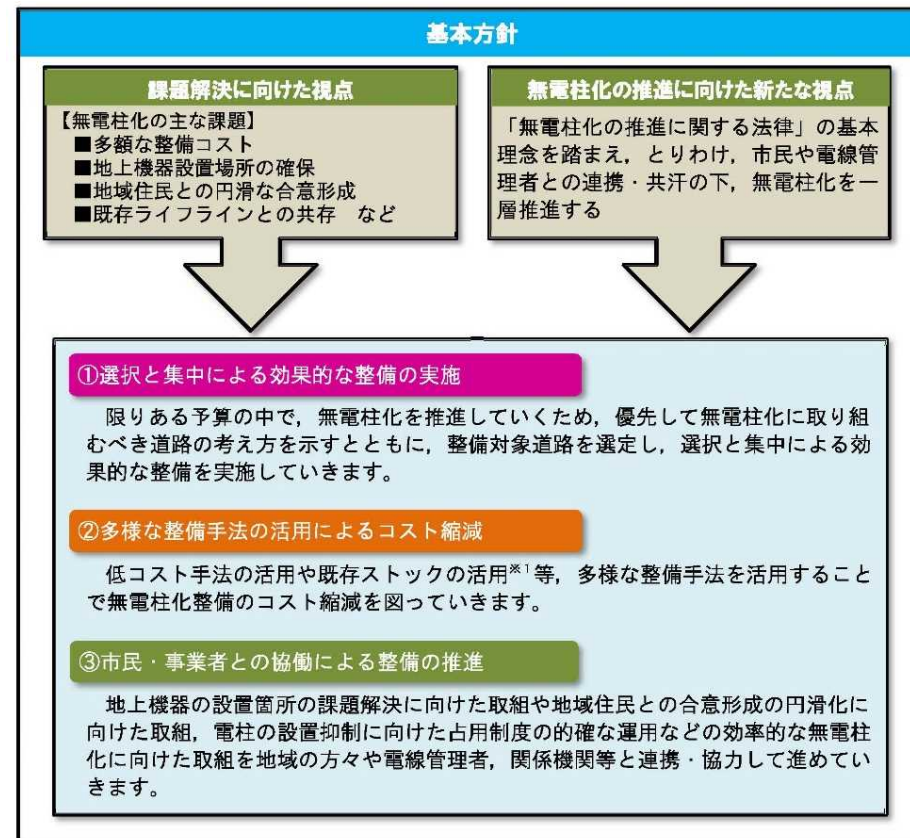 基本方針
課題解決に向けた視点
【無電柱化の主な課題】
■多額な整備コスト
■地上機器設置場所の確保
■地域住民との円滑な合意形成
■既存ライフラインとの共存　など
無電柱化の推進に向けた新たな視点
「無電柱化の推進に関する法律」の基本
理念を踏まえ，とりわけ，市民や電線管
理者との連携・共汗の下，無電柱化を一
層推進する
①選択と集中による効果的な整備の実施
限りある予算の中で，無電柱化を推進していくため，優先して無電柱化に取り組
むべき道路の考え方を示すとともに，整備対象道路を選定し，選択と集中による効
果的な整備を実施していきます。
②多様な整備手法の活用によるコスト縮減
低コスト手法の活用や既存ストックの活用※1等，多様な整備手法を活用すること
で無電柱化整備のコスト縮減を図っていきます。
③市民・事業者との協働による整備の推進
地上機器の設置箇所の課題解決に向けた取組や地域住民との合意形成の円滑化に
向けた取組，電柱の設置抑制に向けた占用制度の的確な運用などの効率的な無電柱
化に向けた取組を地域の方々や電線管理者，関係機関等と連携・協力して進めてい
きます。